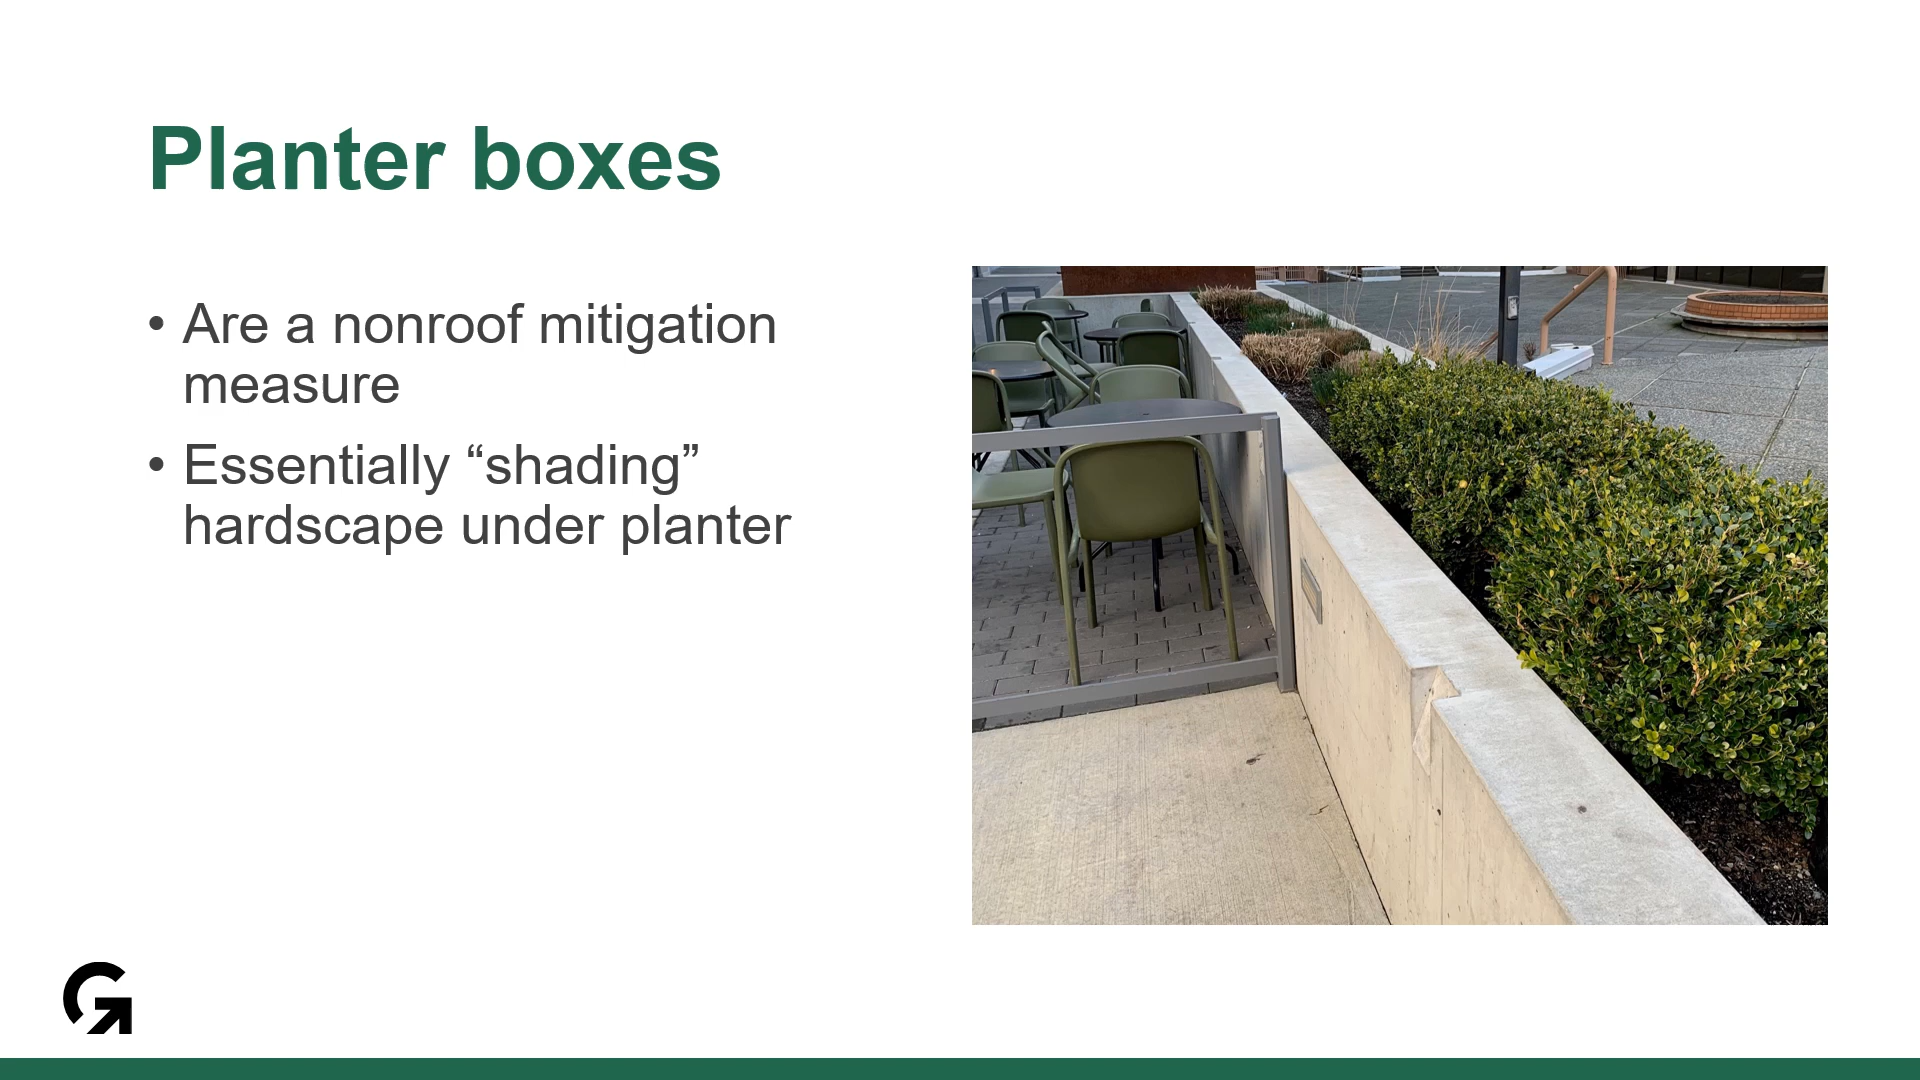 Planter boxes
• Are a nonroof mitigation
measure
• Essentially “shading”
hardscape under planter